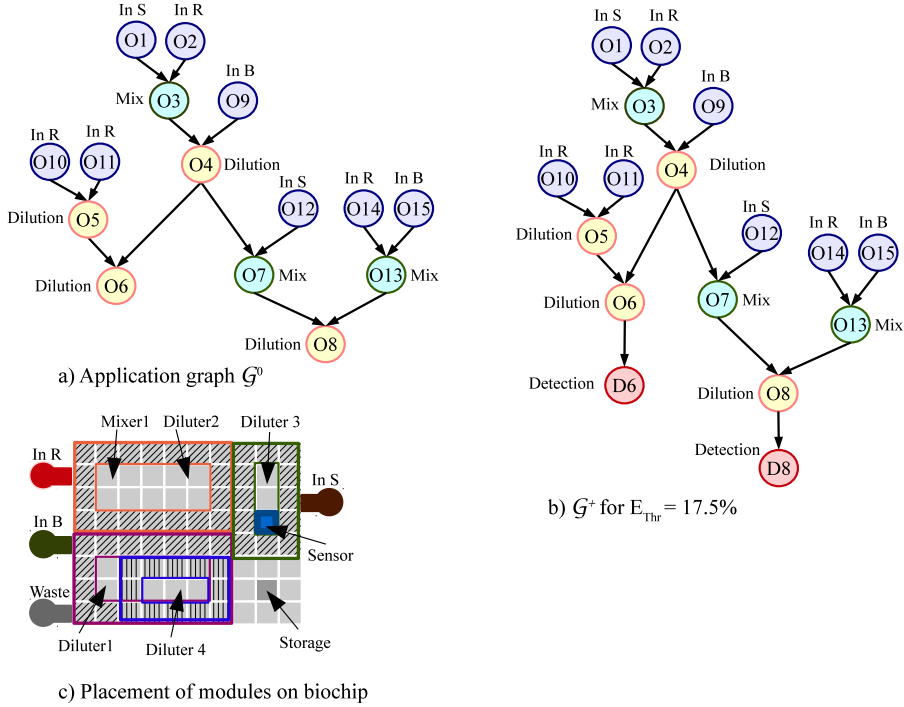 In S In R
O1 O2
In B
Mix O3 O9
In R In R
O10 O11 O4 Dilution
In S In R In B
Dilution O5 O12 O14 O15
Dilution O6 O7 Mix O13 Mix
Dilution O8
a) Application graph 𝒢⁰
In S In R
O1 O2
In B
Mix O3 O9
In R In R
O10 O11 O4 Dilution
In S
Dilution O5 O12
In R In B
O14 O15
Dilution O6 O7 Mix
O13 Mix
Detection D6 Dilution O8
Detection
D8
b) 𝒢⁺ for E_Thr = 17.5%
Mixer1 Diluter2 Diluter 3
In R
In S
In B
Sensor
Waste
Diluter1 Diluter 4 Storage
c) Placement of modules on biochip